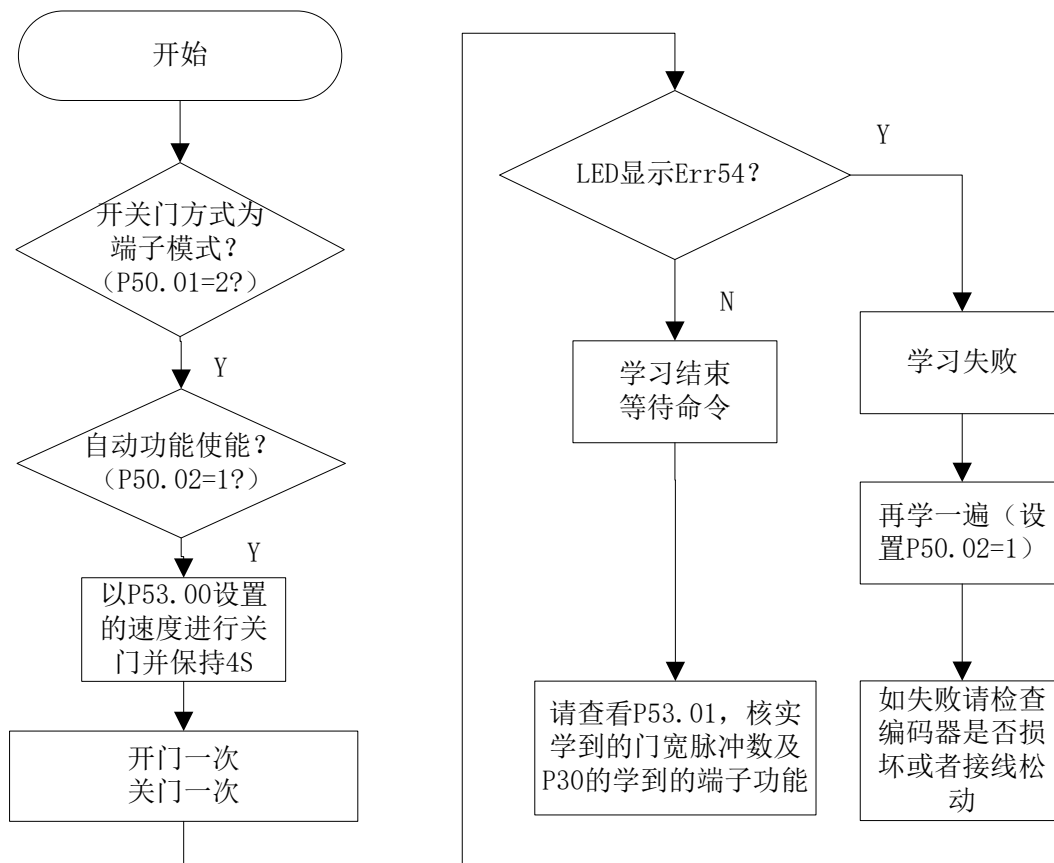 开始
开关门方式为
端子模式？
（P50.01=2?）
Y
自动功能使能？
（P50.02=1?）
Y
以P53.00设置
的速度进行关
门并保持4S
开门一次
关门一次
LED显示Err54？
Y
N
学习结束
等待命令
学习失败
再学一遍（设
置P50.02=1）
请查看P53.01，核实
学到的门宽脉冲数及
P30的学到的端子功能
如失败请检查
编码器是否损
坏或者接线松
动